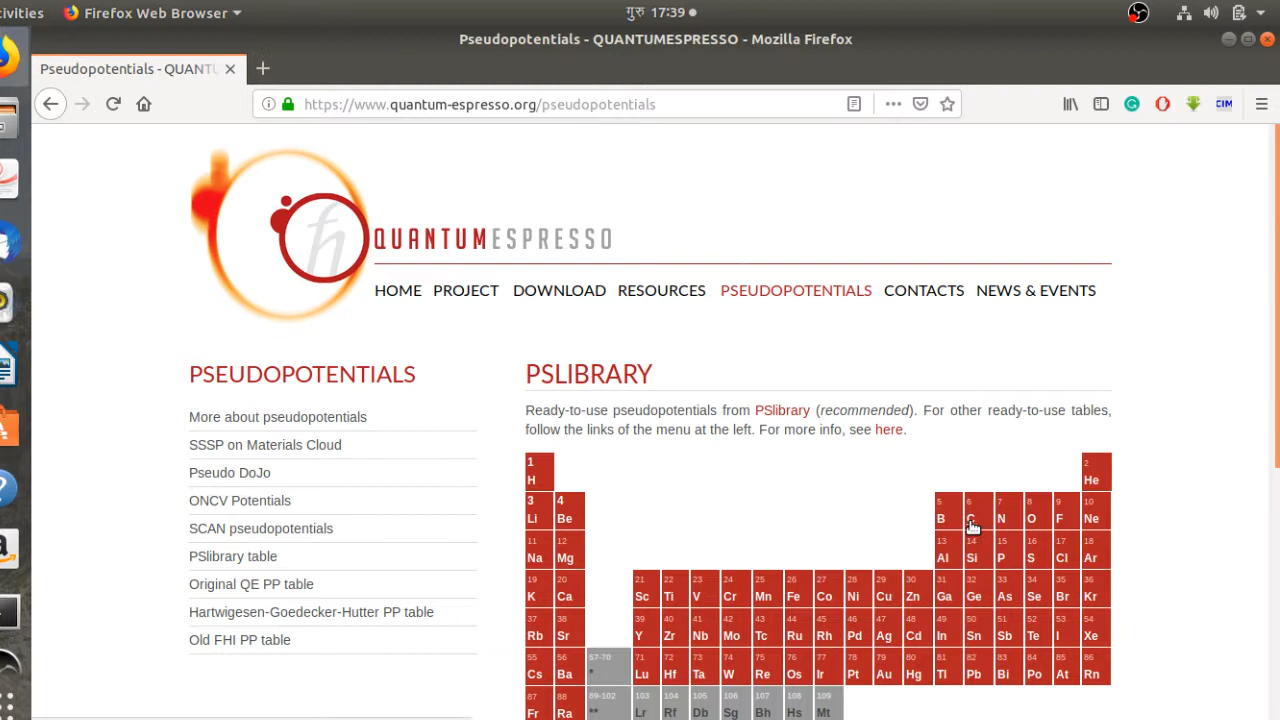 tivities Firefox Web Browser गुरु 17:39
Pseudopotentials - QUANTUMESPRESSO - Mozilla Firefox
Pseudopotentials - QUANTU
https://www.quantum-espresso.org/pseudopotentials CIM
ħ
QUANTUMESPRESSO
HOME PROJECT DOWNLOAD RESOURCES PSEUDOPOTENTIALS CONTACTS NEWS & EVENTS
PSEUDOPOTENTIALS
More about pseudopotentials
SSSP on Materials Cloud
Pseudo DoJo
ONCV Potentials
SCAN pseudopotentials
PSlibrary table
Original QE PP table
Hartwigesen-Goedecker-Hutter PP table
Old FHI PP table
PSLIBRARY
Ready-to-use pseudopotentials from PSlibrary (recommended). For other ready-to-use tables,
follow the links of the menu at the left. For more info, see here.
1 2
H He
3 4 5 6 7 8 9 10
Li Be B C N O F Ne
11 12 13 14 15 16 17 18
Na Mg Al Si P S Cl Ar
19 20 21 22 23 24 25 26 27 28 29 30 31 32 33 34 35 36
K Ca Sc Ti V Cr Mn Fe Co Ni Cu Zn Ga Ge As Se Br Kr
37 38 39 40 41 42 43 44 45 46 47 48 49 50 51 52 53 54
Rb Sr Y Zr Nb Mo Tc Ru Rh Pd Ag Cd In Sn Sb Te I Xe
55 56 57-70 71 72 73 74 75 76 77 78 79 80 81 82 83 84 85 86
Cs Ba * Lu Hf Ta W Re Os Ir Pt Au Hg Tl Pb Bi Po At Rn
87 88 89-102 103 104 105 106 107 108 109
Fr Ra ** Lr Rf Db Sg Bh Hs Mt